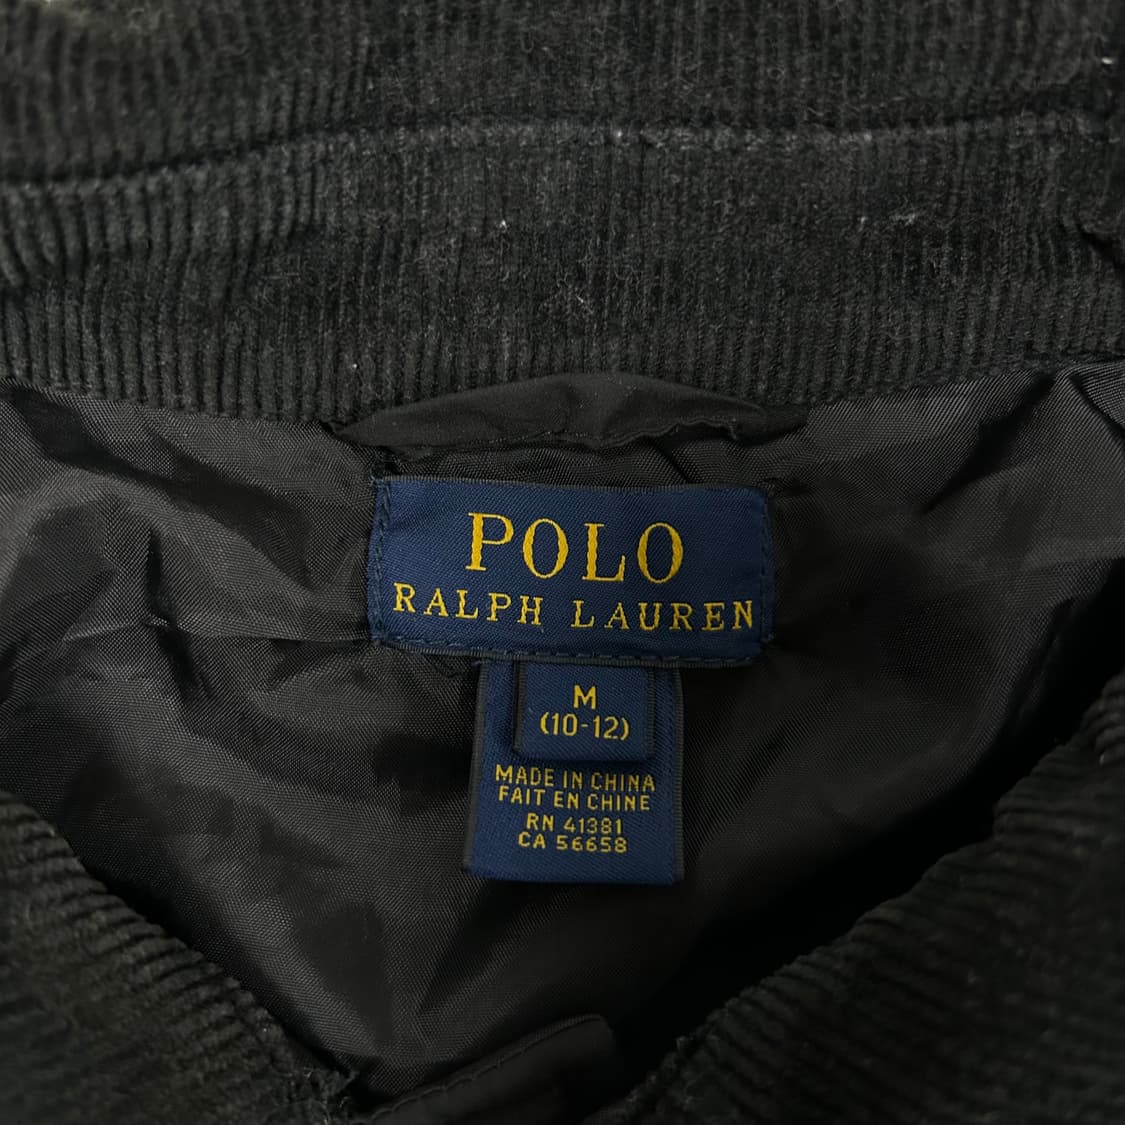 POLO
RALPH LAUREN
M
(10-12)
MADE IN CHINA
FAIT EN CHINE
RN 41381
CA 56658